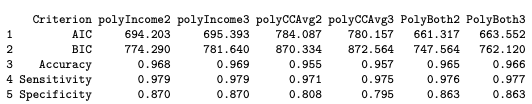 Criterion polyIncome2 polyIncome3 polyCCAvg2 polyCCAvg3 PolyBoth2 PolyBoth3
1 AIC 694.203 695.393 784.087 780.157 661.317 663.552
2 BIC 774.290 781.640 870.334 872.564 747.564 762.120
3 Accuracy 0.968 0.969 0.955 0.957 0.965 0.966
4 Sensitivity 0.979 0.979 0.971 0.975 0.976 0.977
5 Specificity 0.870 0.870 0.808 0.795 0.863 0.863